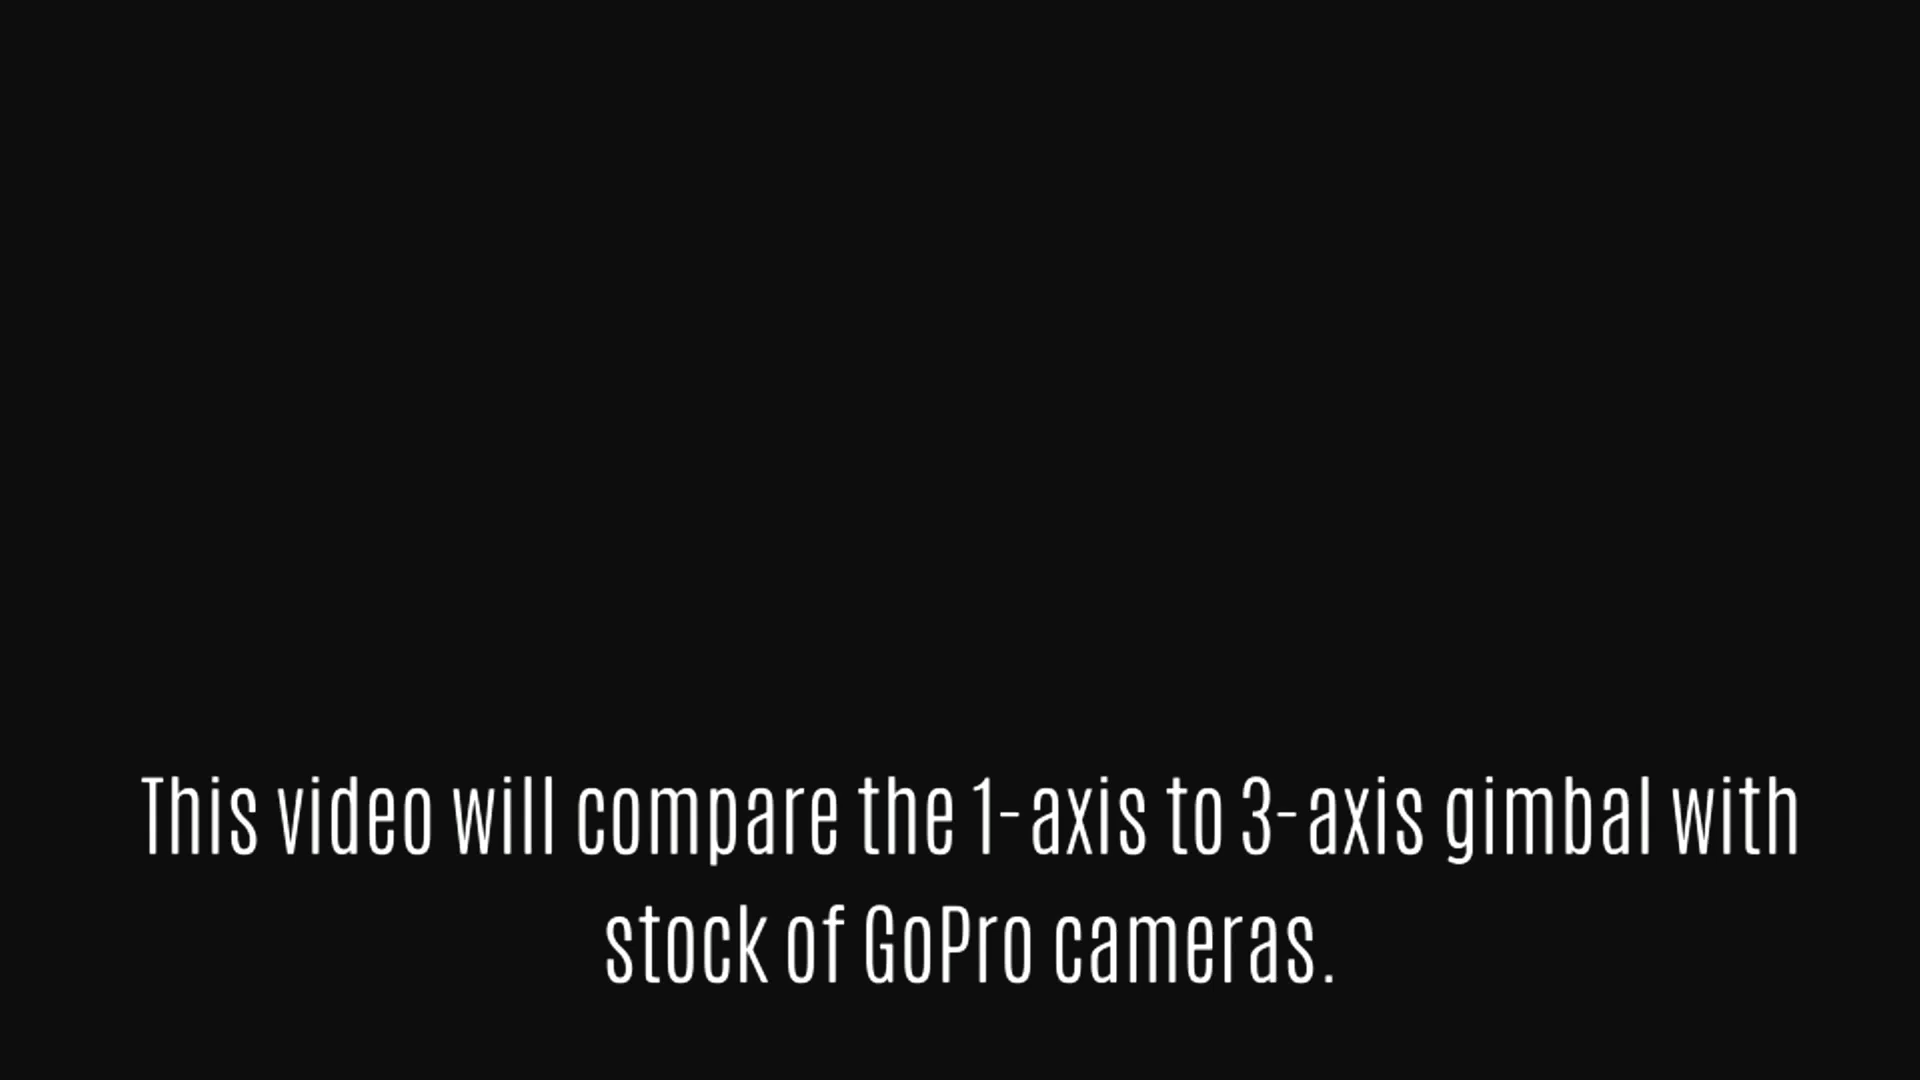 This video will compare the 1-axis to 3-axis gimbal with
stock of GoPro cameras.